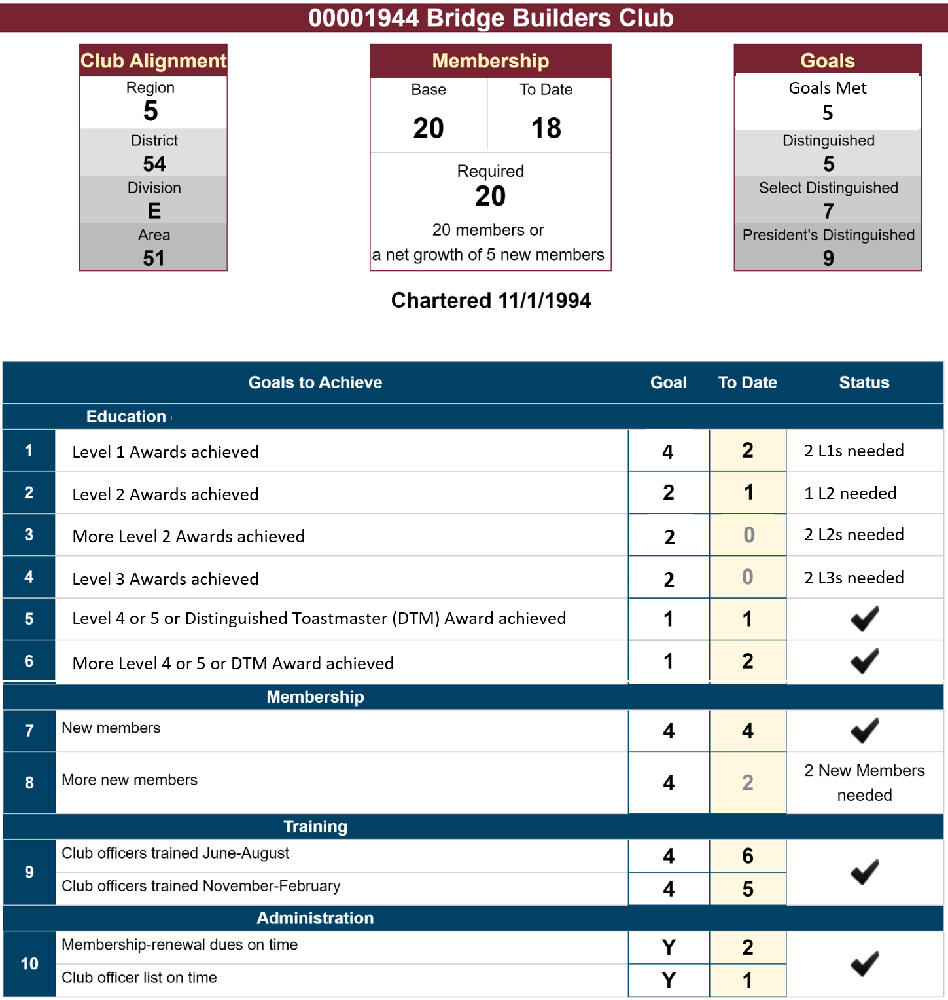 00001944 Bridge Builders Club
Club Alignment
Region
5
District
54
Division
E
Area
51
Membership
Base To Date
20 18
Required
20
20 members or
a net growth of 5 new members
Goals
Goals Met
5
Distinguished
5
Select Distinguished
7
President's Distinguished
9
Chartered 11/1/1994
Goals to Achieve Goal To Date Status
Education
1 Level 1 Awards achieved 4 2 2 L1s needed
2 Level 2 Awards achieved 2 1 1 L2 needed
3 More Level 2 Awards achieved 2 0 2 L2s needed
4 Level 3 Awards achieved 2 0 2 L3s needed
5 Level 4 or 5 or Distinguished Toastmaster (DTM) Award achieved 1 1
6 More Level 4 or 5 or DTM Award achieved 1 2
Membership
7 New members 4 4
8 More new members 4 2 2 New Members
needed
Training
9
Club officers trained June-August 4 6
Club officers trained November-February 4 5
Administration
10
Membership-renewal dues on time Y 2
Club officer list on time Y 1